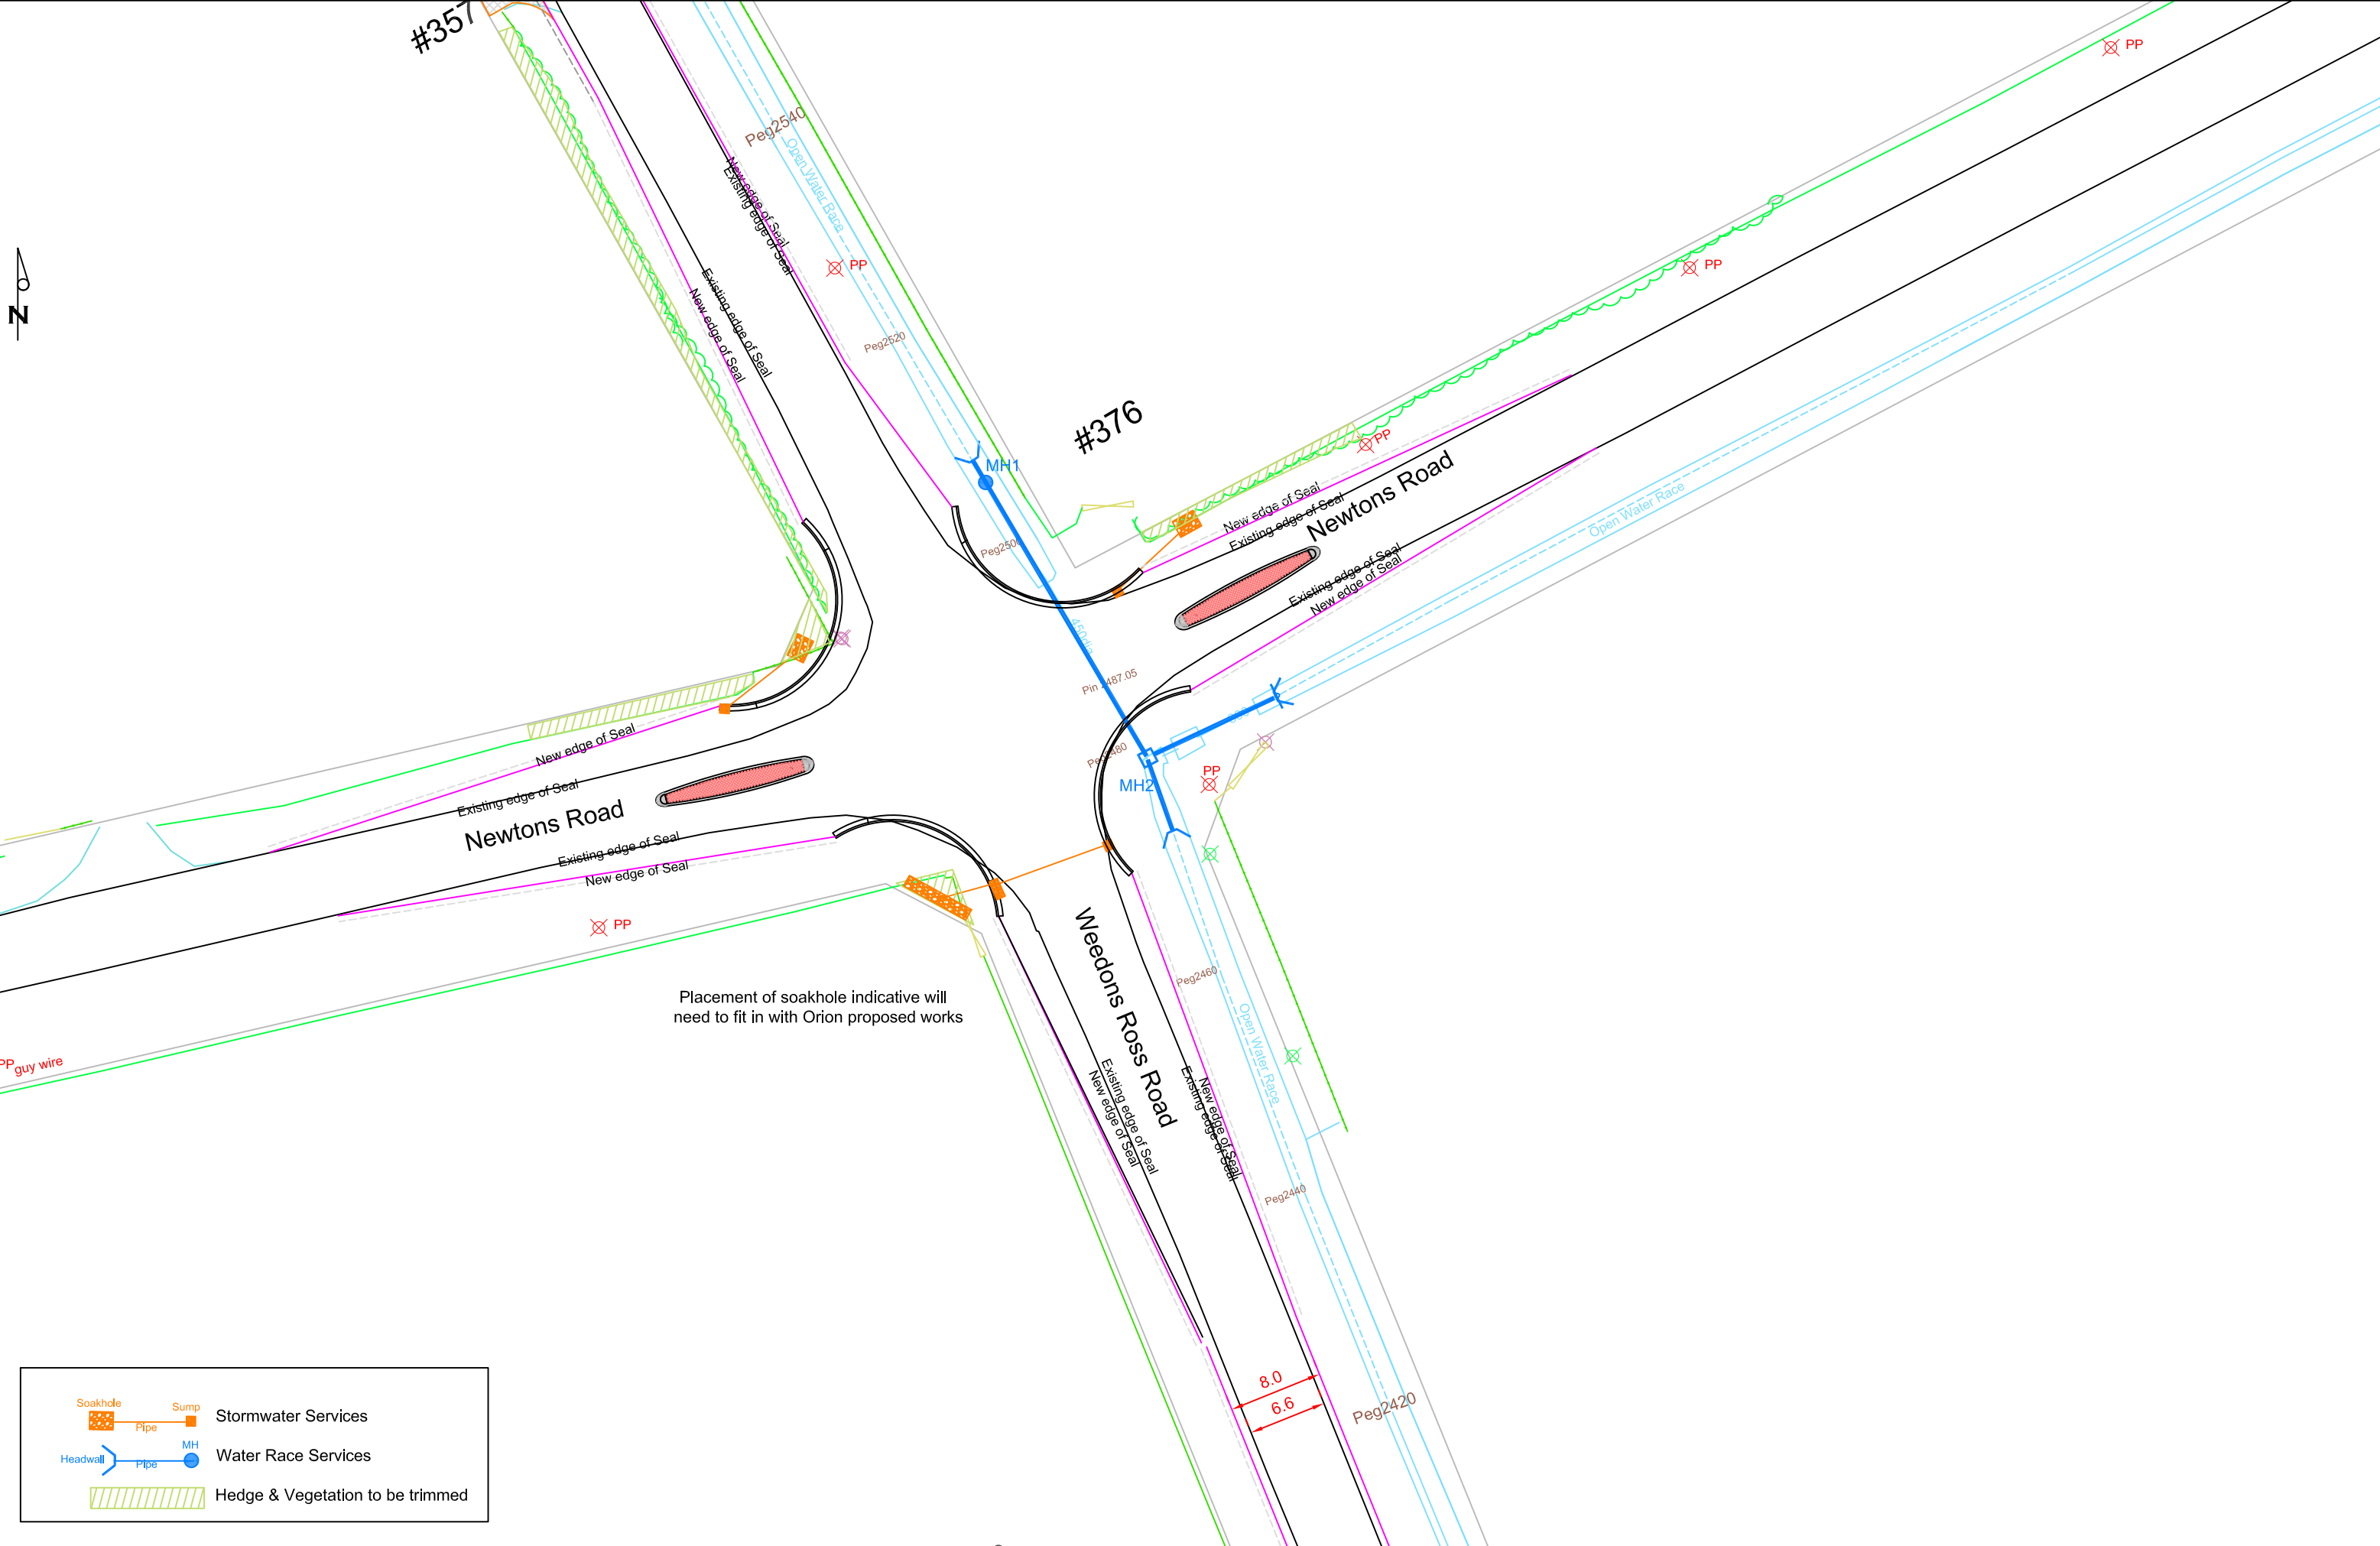 #357
PP
Peg2540
Open Water Race
New edge of Seal
Existing edge of Seal
PP
PP
Existing edge of Seal
New edge of Seal
N
Peg2520
#376
PP
MH1
Newtons Road
New edge of Seal
Existing edge of Seal
Open Water Race
Peg2500
Existing edge of Seal
New edge of Seal
450dia
Pin 2487.05
Peg2480
PP
MH2
New edge of Seal
Existing edge of Seal
Newtons Road
Existing edge of Seal
New edge of Seal
PP
Weedons Ross Road
Peg2460
Placement of soakhole indicative will
need to fit in with Orion proposed works
Open Water Race
PP guy wire
Existing edge of Seal
New edge of Seal
New edge of Seal
Existing edge of Seal
Peg2440
8.0
6.6
Peg2420
Soakhole
Sump
Pipe
Stormwater Services
MH
Headwall
Pipe
Water Race Services
Hedge & Vegetation to be trimmed